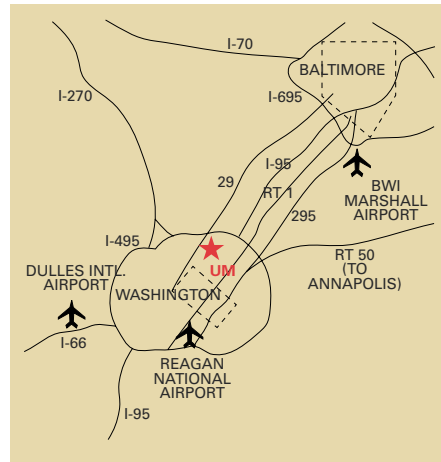 I-70
BALTIMORE
I-270
I-695
I-95
29
RT 1
BWI
MARSHALL
AIRPORT
295
I-495
RT 50
(TO
ANNAPOLIS)
UM
DULLES INTL.
AIRPORT
WASHINGTON
I-66
REAGAN
NATIONAL
AIRPORT
I-95